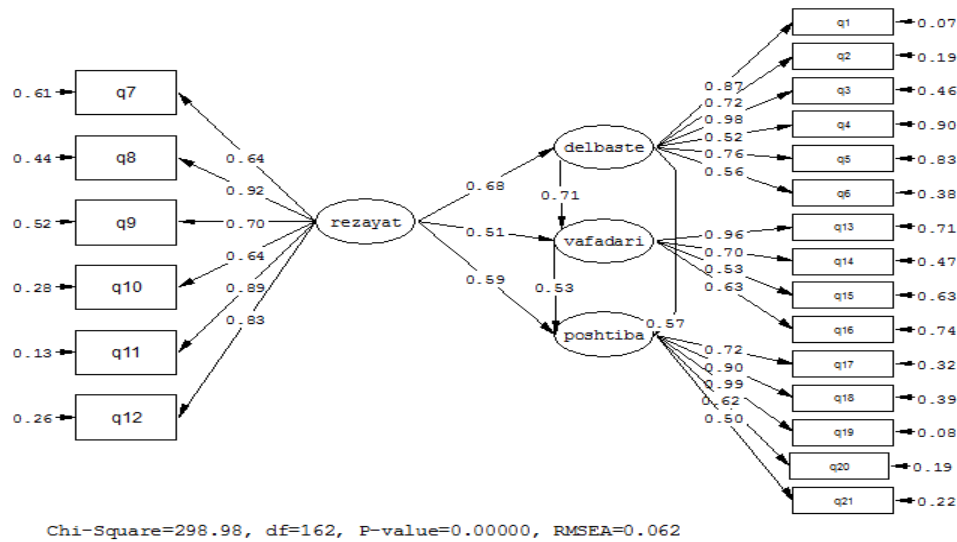 0.61 q7
0.44 q8
0.52 q9
0.28 q10
0.13 q11
0.26 q12
0.64
0.92
0.70
0.64
0.89
0.83
rezayat
0.68
0.51
0.59
delbaste
0.71
vafadari
0.53
poshtiba
0.57
0.87
0.72
0.98
0.52
0.76
0.56
0.96
0.70
0.53
0.63
0.72
0.90
0.99
0.62
0.50
q1 0.07
q2 0.19
q3 0.46
q4 0.90
q5 0.83
q6 0.38
q13 0.71
q14 0.47
q15 0.63
q16 0.74
q17 0.32
q18 0.39
q19 0.08
q20 0.19
q21 0.22
Chi-Square=298.98, df=162, P-value=0.00000, RMSEA=0.062